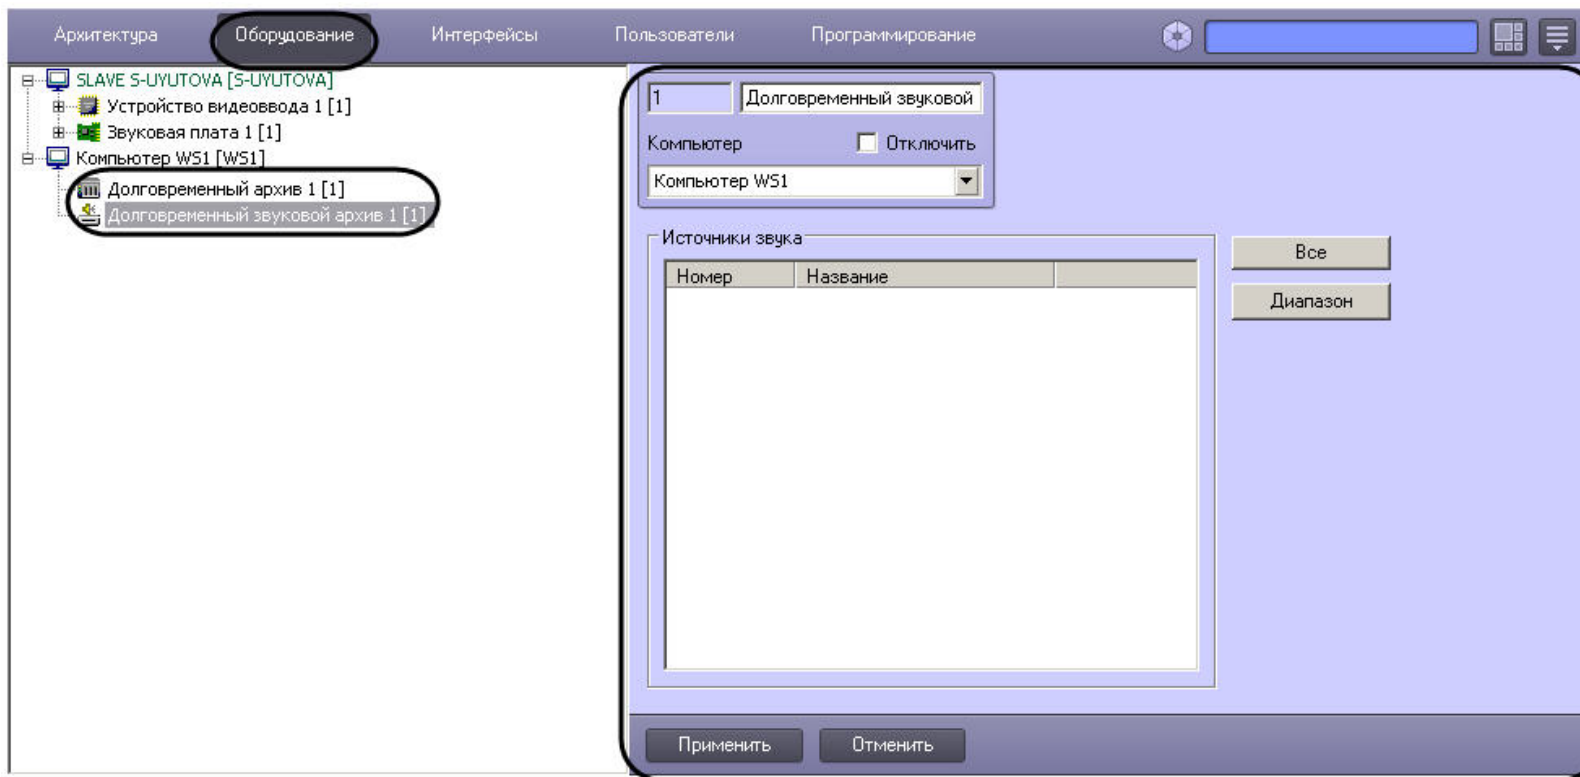 Архитектура Оборудование Интерфейсы Пользователи Программирование
SLAVE S-UYUTOVA [S-UYUTOVA]
Устройство видеоввода 1 [1]
Звуковая плата 1 [1]
Компьютер WS1 [WS1]
Долговременный архив 1 [1]
Долговременный звуковой архив 1 [1]
1 Долговременный звуковой
Компьютер Отключить
Компьютер WS1
Источники звука
Номер Название
Все
Диапазон
Применить Отменить